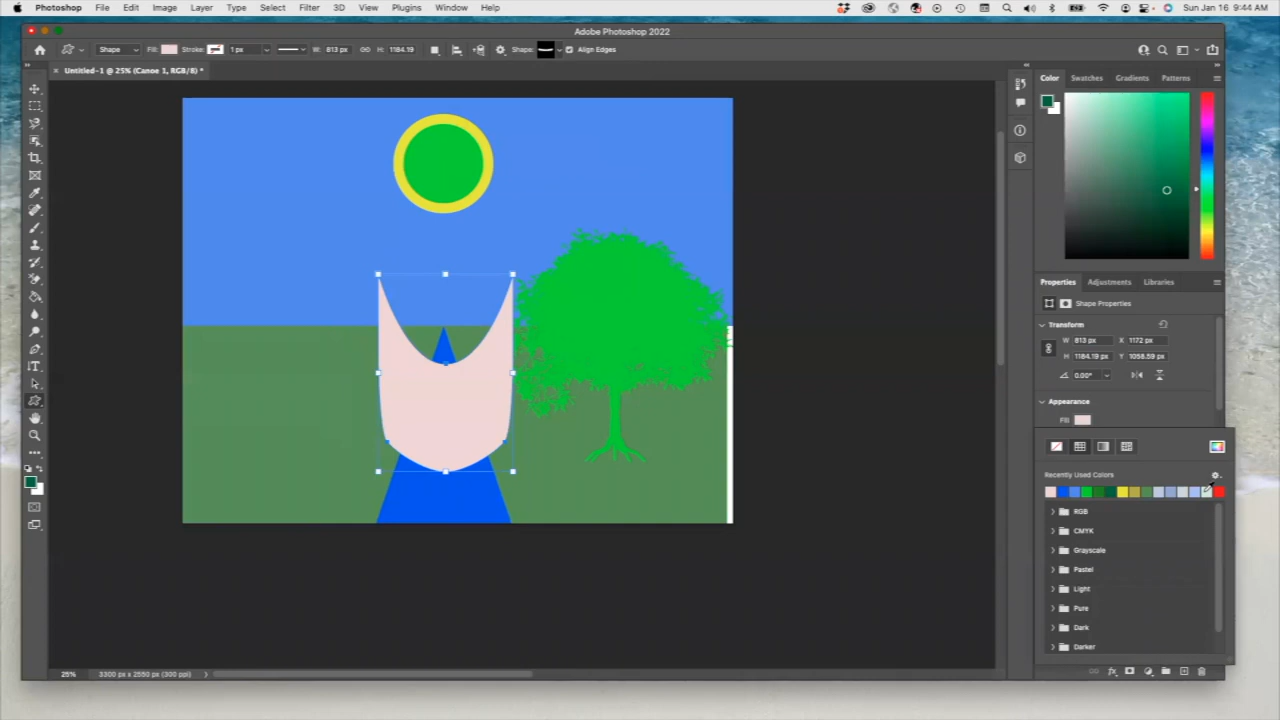 Photoshop File Edit Image Layer Type Select Filter 3D View Plugins Window Help Sun Jan 16 9:44 AM
Adobe Photoshop 2022
Shape Fill: Stroke: 1 px W: 813 px H: 1184.19 Shape: Align Edges
Untitled-1 @ 25% (Canoe 1, RGB/8) *
Color Swatches Gradients Patterns
Properties Adjustments Libraries
Shape Properties
Transform
W 813 px X 1172 px
H 1184.19 px Y 1058.59 px
0.00°
Appearance
Fill
Recently Used Colors
RGB
CMYK
Grayscale
Pastel
Light
Pure
Dark
Darker
25% 3300 px x 2550 px (300 ppi)
fx